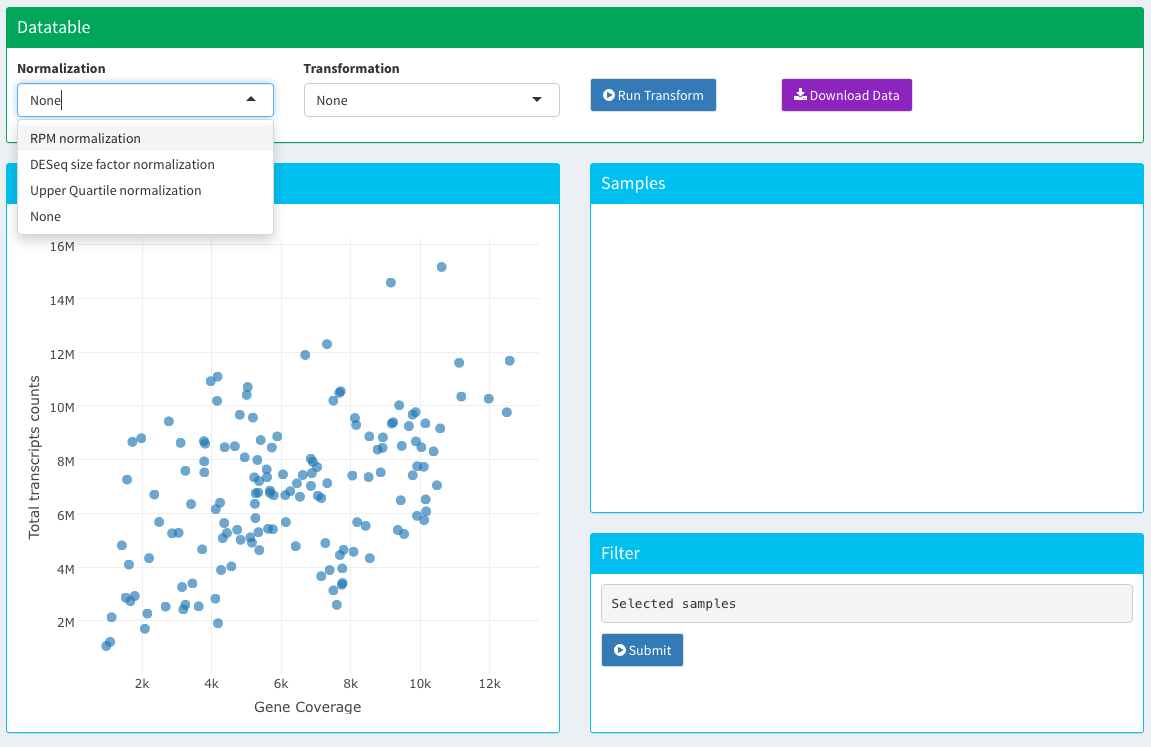 Datatable
Normalization
Transformation
None
None
Run Transform
Download Data
RPM normalization
DESeq size factor normalization
Upper Quartile normalization
None
Samples
16M
14M
12M
10M
8M
6M
4M
2M
Total transcripts counts
2k
4k
6k
8k
10k
12k
Gene Coverage
Filter
Selected samples
Submit